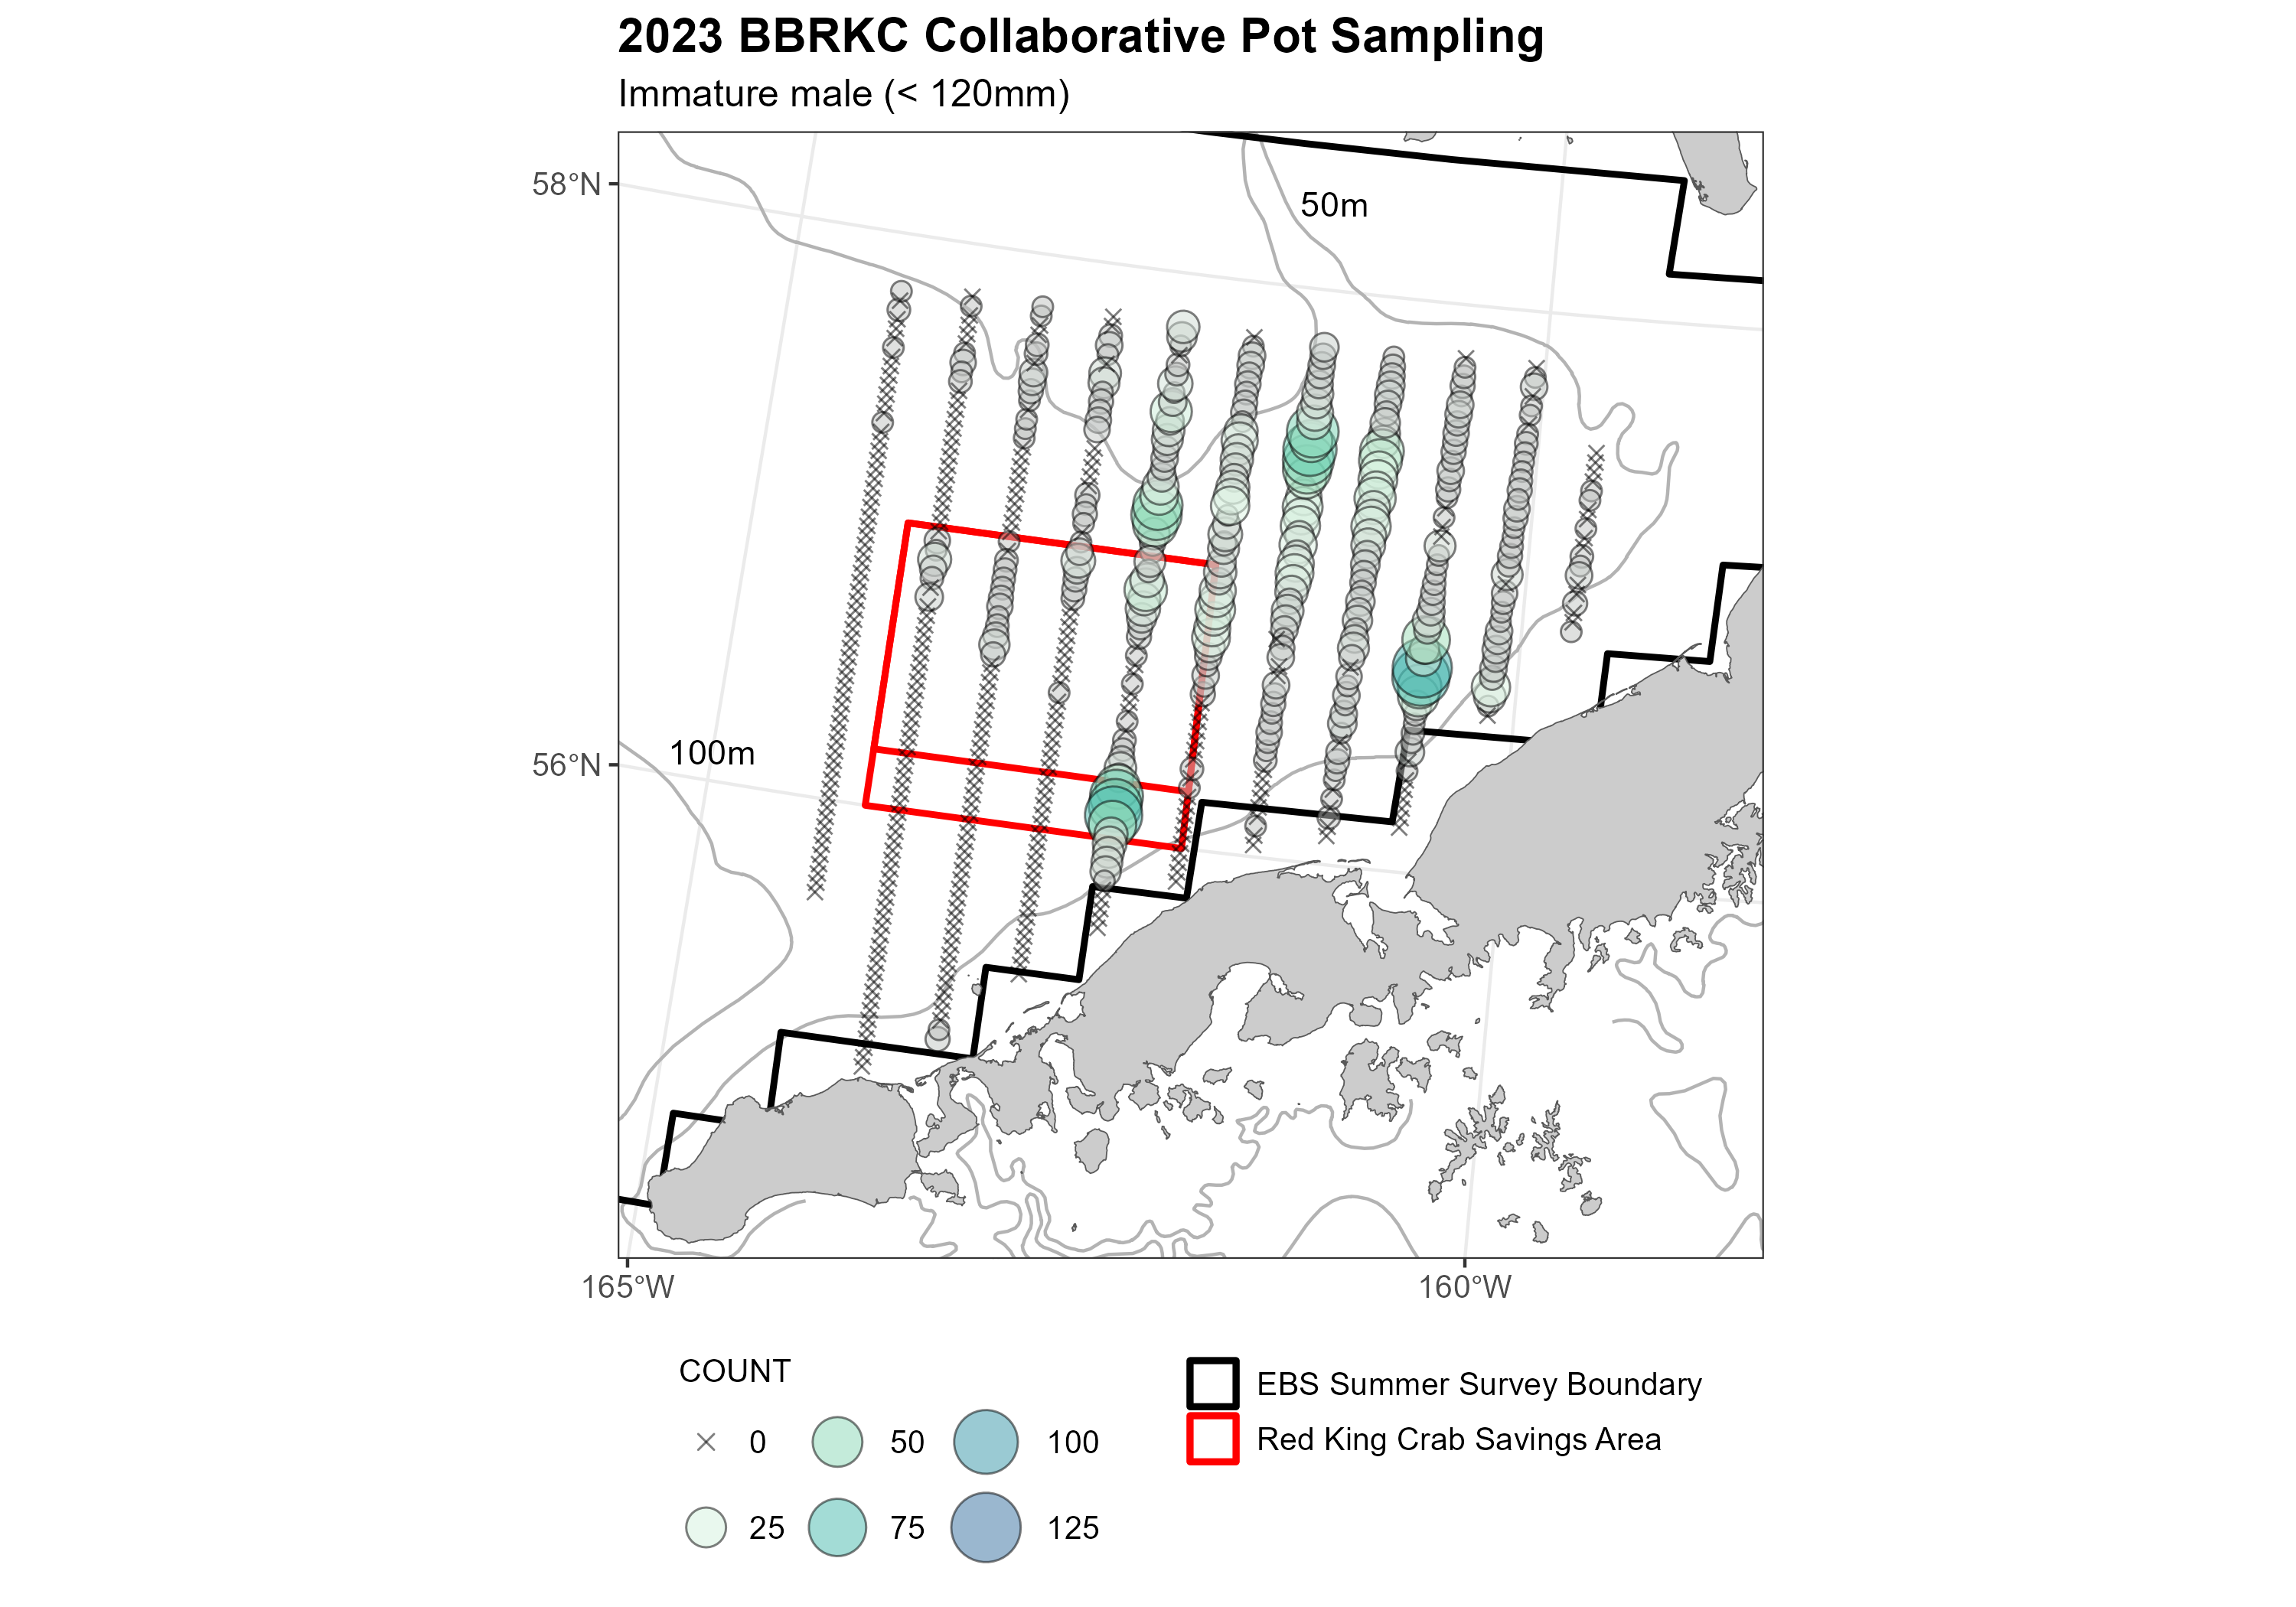 2023 BBRKC Collaborative Pot Sampling
Immature male (< 120mm)
58°N
50m
56°N
100m
165°W
160°W
COUNT
0
50
100
25
75
125
EBS Summer Survey Boundary
Red King Crab Savings Area